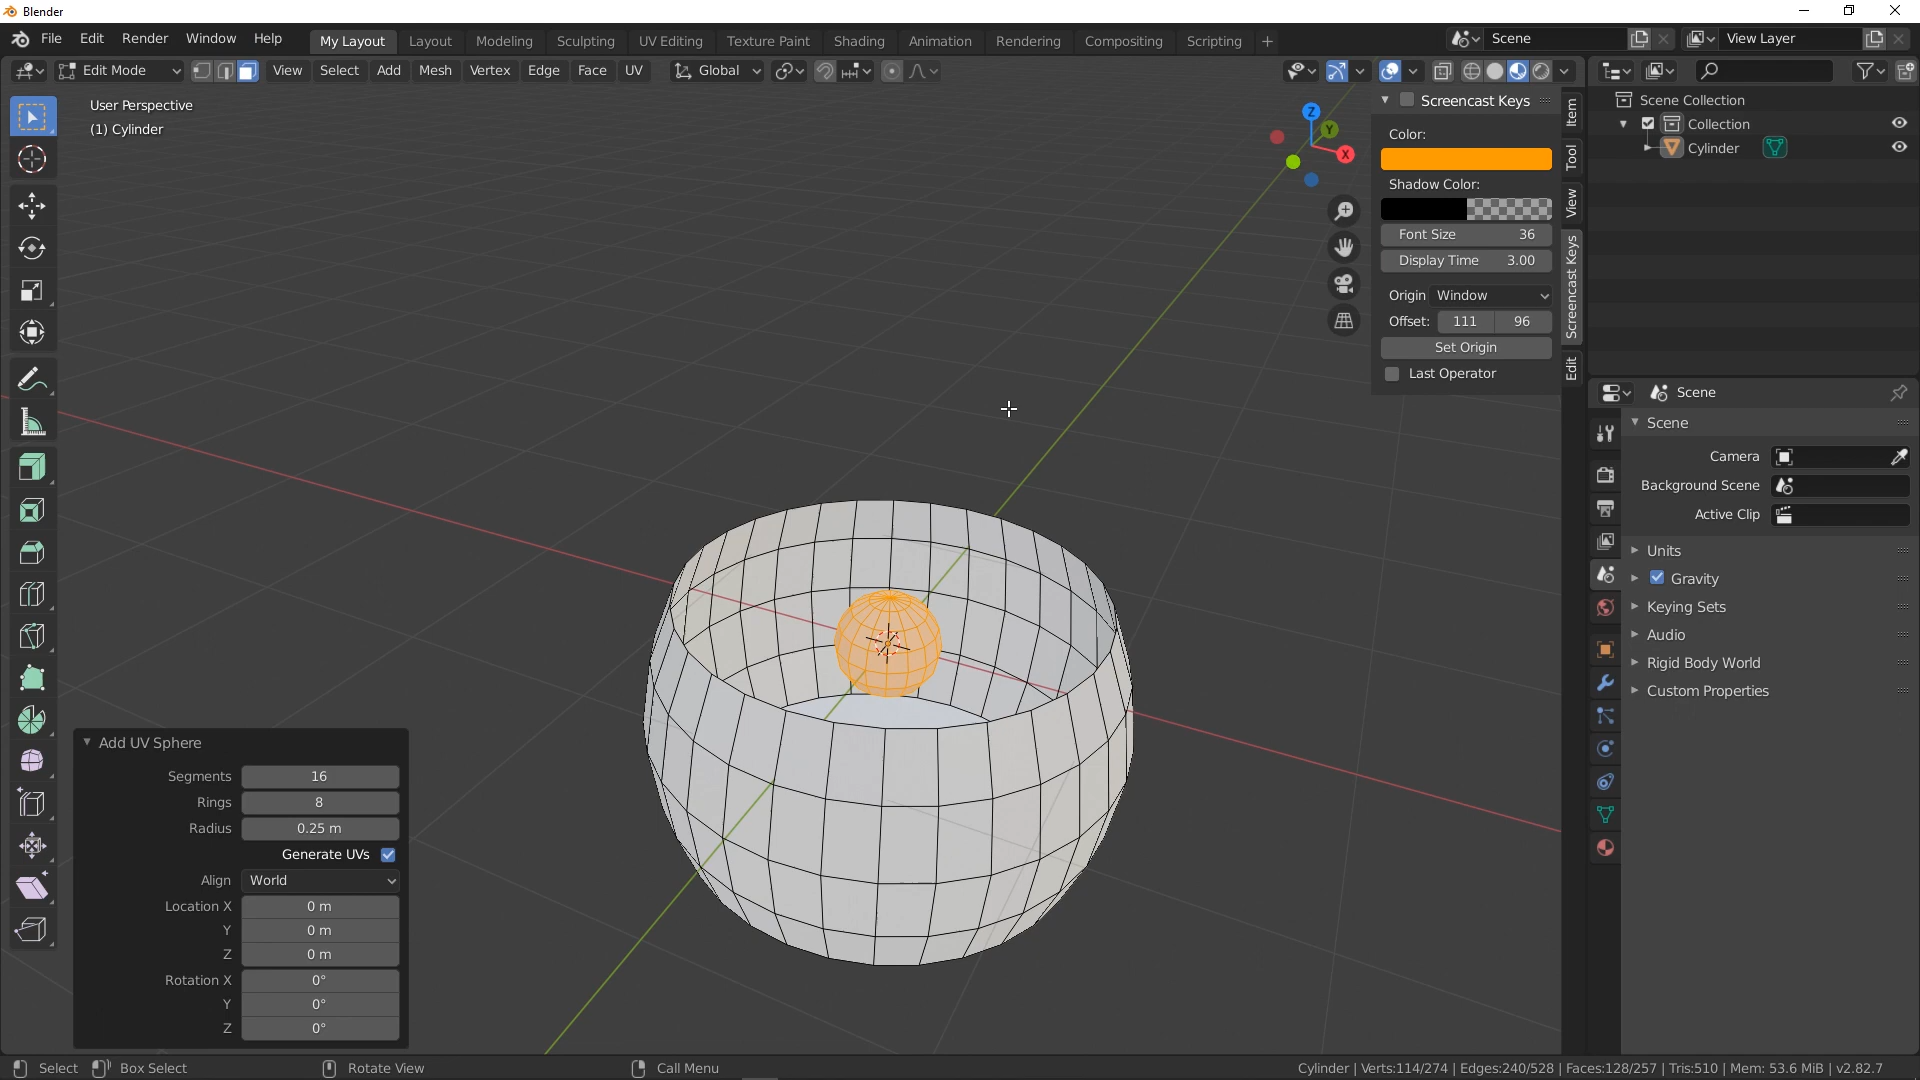 Blender
File Edit Render Window Help My Layout Layout Modeling Sculpting UV Editing Texture Paint Shading Animation Rendering Compositing Scripting + Scene View Layer
Edit Mode View Select Add Mesh Vertex Edge Face UV Global
User Perspective
(1) Cylinder
Z
Y
X
Screencast Keys
Color:
Shadow Color:
Font Size 36
Display Time 3.00
Origin Window
Offset: 111 96
Set Origin
Last Operator
Item
Tool
View
Screencast Keys
Edit
Scene Collection
Collection
Cylinder
Scene
Scene
Camera
Background Scene
Active Clip
Units
Gravity
Keying Sets
Audio
Rigid Body World
Custom Properties
Add UV Sphere
Segments 16
Rings 8
Radius 0.25 m
Generate UVs
Align World
Location X 0 m
Y 0 m
Z 0 m
Rotation X 0°
Y 0°
Z 0°
Select Box Select Rotate View Call Menu Cylinder | Verts:114/274 | Edges:240/528 | Faces:128/257 | Tris:510 | Mem: 53.6 MiB | v2.82.7